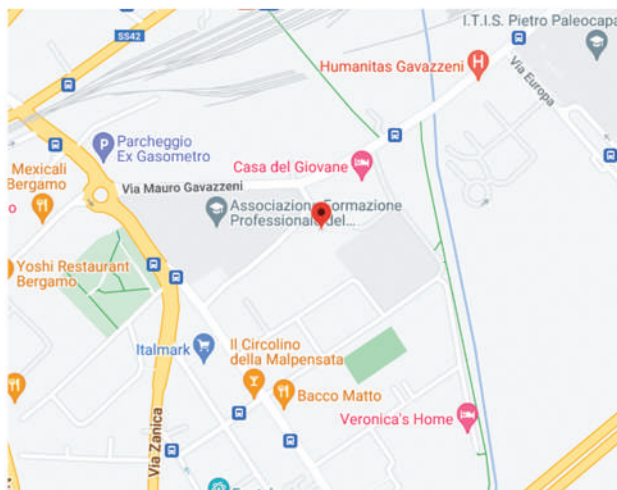 I.T.I.S. Pietro Paleocapa
SS42
Humanitas Gavazzeni
H
Via Europa
P
Parcheggio
Ex Gasometro
Casa del Giovane
Mexicali
Bergamo
Via Mauro Gavazzeni
Associazione Formazione
Professionale del...
o
Yoshi Restaurant
Bergamo
Italmark
Il Circolino
della Malpensata
Bacco Matto
Veronica's Home
Via Zanica